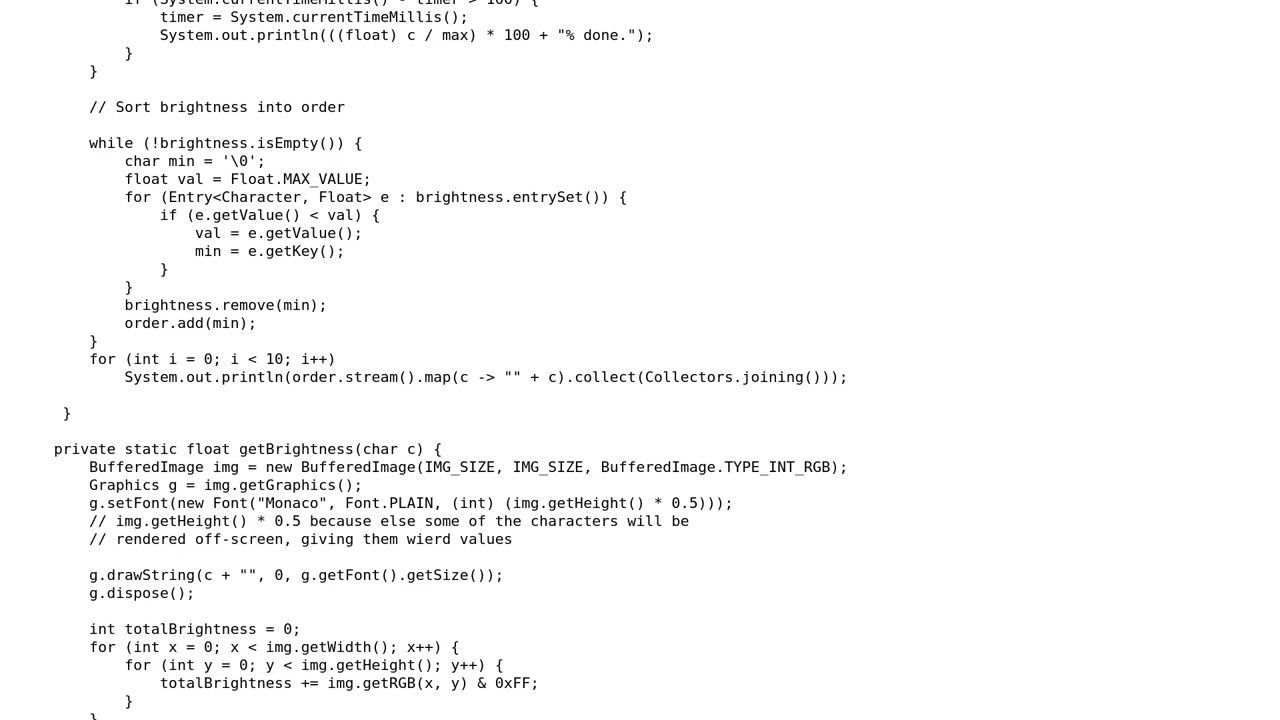 if (System.currentTimeMillis() - timer > 100) {
            timer = System.currentTimeMillis();
            System.out.println(((float) c / max) * 100 + "% done.");
        }
    }

    // Sort brightness into order

    while (!brightness.isEmpty()) {
        char min = '\0';
        float val = Float.MAX_VALUE;
        for (Entry<Character, Float> e : brightness.entrySet()) {
            if (e.getValue() < val) {
                val = e.getValue();
                min = e.getKey();
            }
        }
        brightness.remove(min);
        order.add(min);
    }
    for (int i = 0; i < 10; i++)
        System.out.println(order.stream().map(c -> "" + c).collect(Collectors.joining()));

 }

private static float getBrightness(char c) {
    BufferedImage img = new BufferedImage(IMG_SIZE, IMG_SIZE, BufferedImage.TYPE_INT_RGB);
    Graphics g = img.getGraphics();
    g.setFont(new Font("Monaco", Font.PLAIN, (int) (img.getHeight() * 0.5)));
    // img.getHeight() * 0.5 because else some of the characters will be
    // rendered off-screen, giving them wierd values

    g.drawString(c + "", 0, g.getFont().getSize());
    g.dispose();

    int totalBrightness = 0;
    for (int x = 0; x < img.getWidth(); x++) {
        for (int y = 0; y < img.getHeight(); y++) {
            totalBrightness += img.getRGB(x, y) & 0xFF;
        }
    }